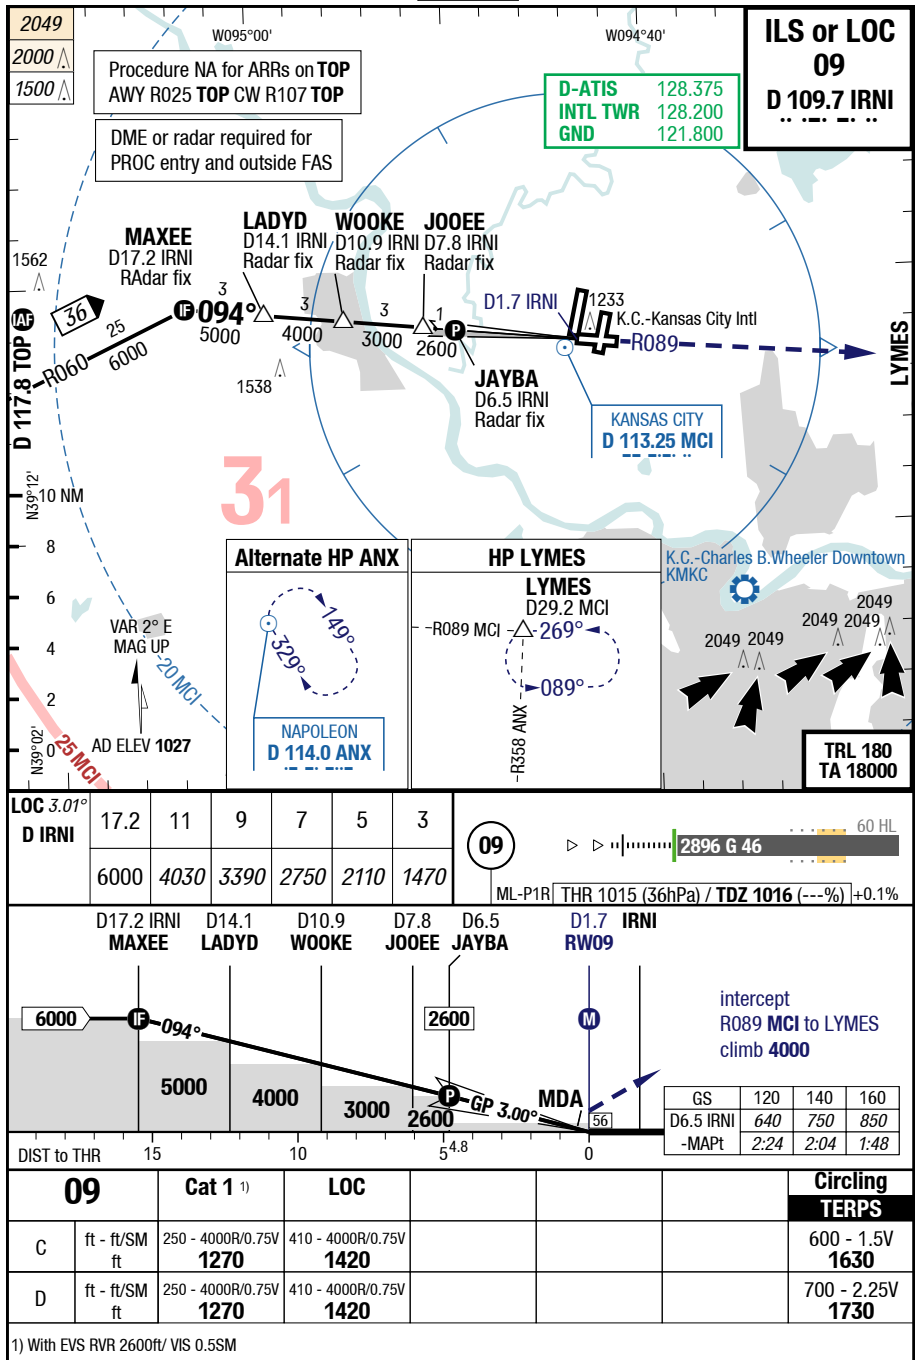 2049
2000
1500
W095°00'
W094°40'
ILS or LOC
09
D 109.7 IRNI
Procedure NA for ARRs on TOP
AWY R025 TOP CW R107 TOP
DME or radar required for
PROC entry and outside FAS
D-ATIS 128.375
INTL TWR 128.200
GND 121.800
1562
MAXEE
D17.2 IRNI
RAdar fix
LADYD
D14.1 IRNI
Radar fix
WOOKE
D10.9 IRNI
Radar fix
JOOEE
D7.8 IRNI
Radar fix
IAF
D 117.8 TOP
36
R060
25
6000
IF
094°
3
5000
3
4000
3
3000
1
2600
P
JAYBA
D6.5 IRNI
Radar fix
D1.7 IRNI
1233
K.C.-Kansas City Intl
R089
LYMES
1538
KANSAS CITY
D 113.25 MCI
31
N39°12'
10 NM
8
6
4
2
0
N39°02'
VAR 2° E
MAG UP
AD ELEV 1027
20 MCI
25 MCI
Alternate HP ANX
149°
329°
NAPOLEON
D 114.0 ANX
HP LYMES
LYMES
D29.2 MCI
R089 MCI
269°
089°
R358 ANX
K.C.-Charles B.Wheeler Downtown
KMKC
2049
2049
2049
2049
2049
TRL 180
TA 18000
LOC 3.01°
D IRNI
17.2 11 9 7 5 3
6000 4030 3390 2750 2110 1470
09
60 HL
2896 G 46
ML-P1R THR 1015 (36hPa) / TDZ 1016 (---%) +0.1%
D17.2 IRNI D14.1 D10.9 D7.8 D6.5 D1.7 IRNI
MAXEE LADYD WOOKE JOOEE JAYBA RW09
6000
IF
094°
2600
M
intercept
R089 MCI to LYMES
climb 4000
5000
4000
3000
2600
P
GP 3.00°
MDA
56
GS 120 140 160
D6.5 IRNI 640 750 850
-MAPt 2:24 2:04 1:48
DIST to THR 15 10 5 4.8 0
09 Cat 1 1) LOC Circling
TERPS
C ft - ft/SM 250 - 4000R/0.75V 410 - 4000R/0.75V 600 - 1.5V
ft 1270 1420 1630
D ft - ft/SM 250 - 4000R/0.75V 410 - 4000R/0.75V 700 - 2.25V
ft 1270 1420 1730
1) With EVS RVR 2600ft/ VIS 0.5SM